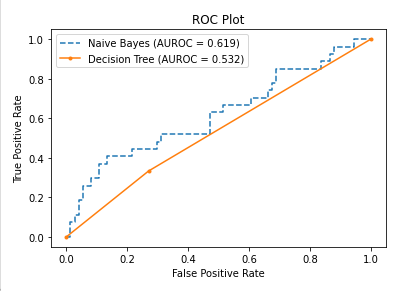 ROC Plot
Naive Bayes (AUROC = 0.619)
Decision Tree (AUROC = 0.532)
True Positive Rate
1.0
0.8
0.6
0.4
0.2
0.0
0.0 0.2 0.4 0.6 0.8 1.0
False Positive Rate